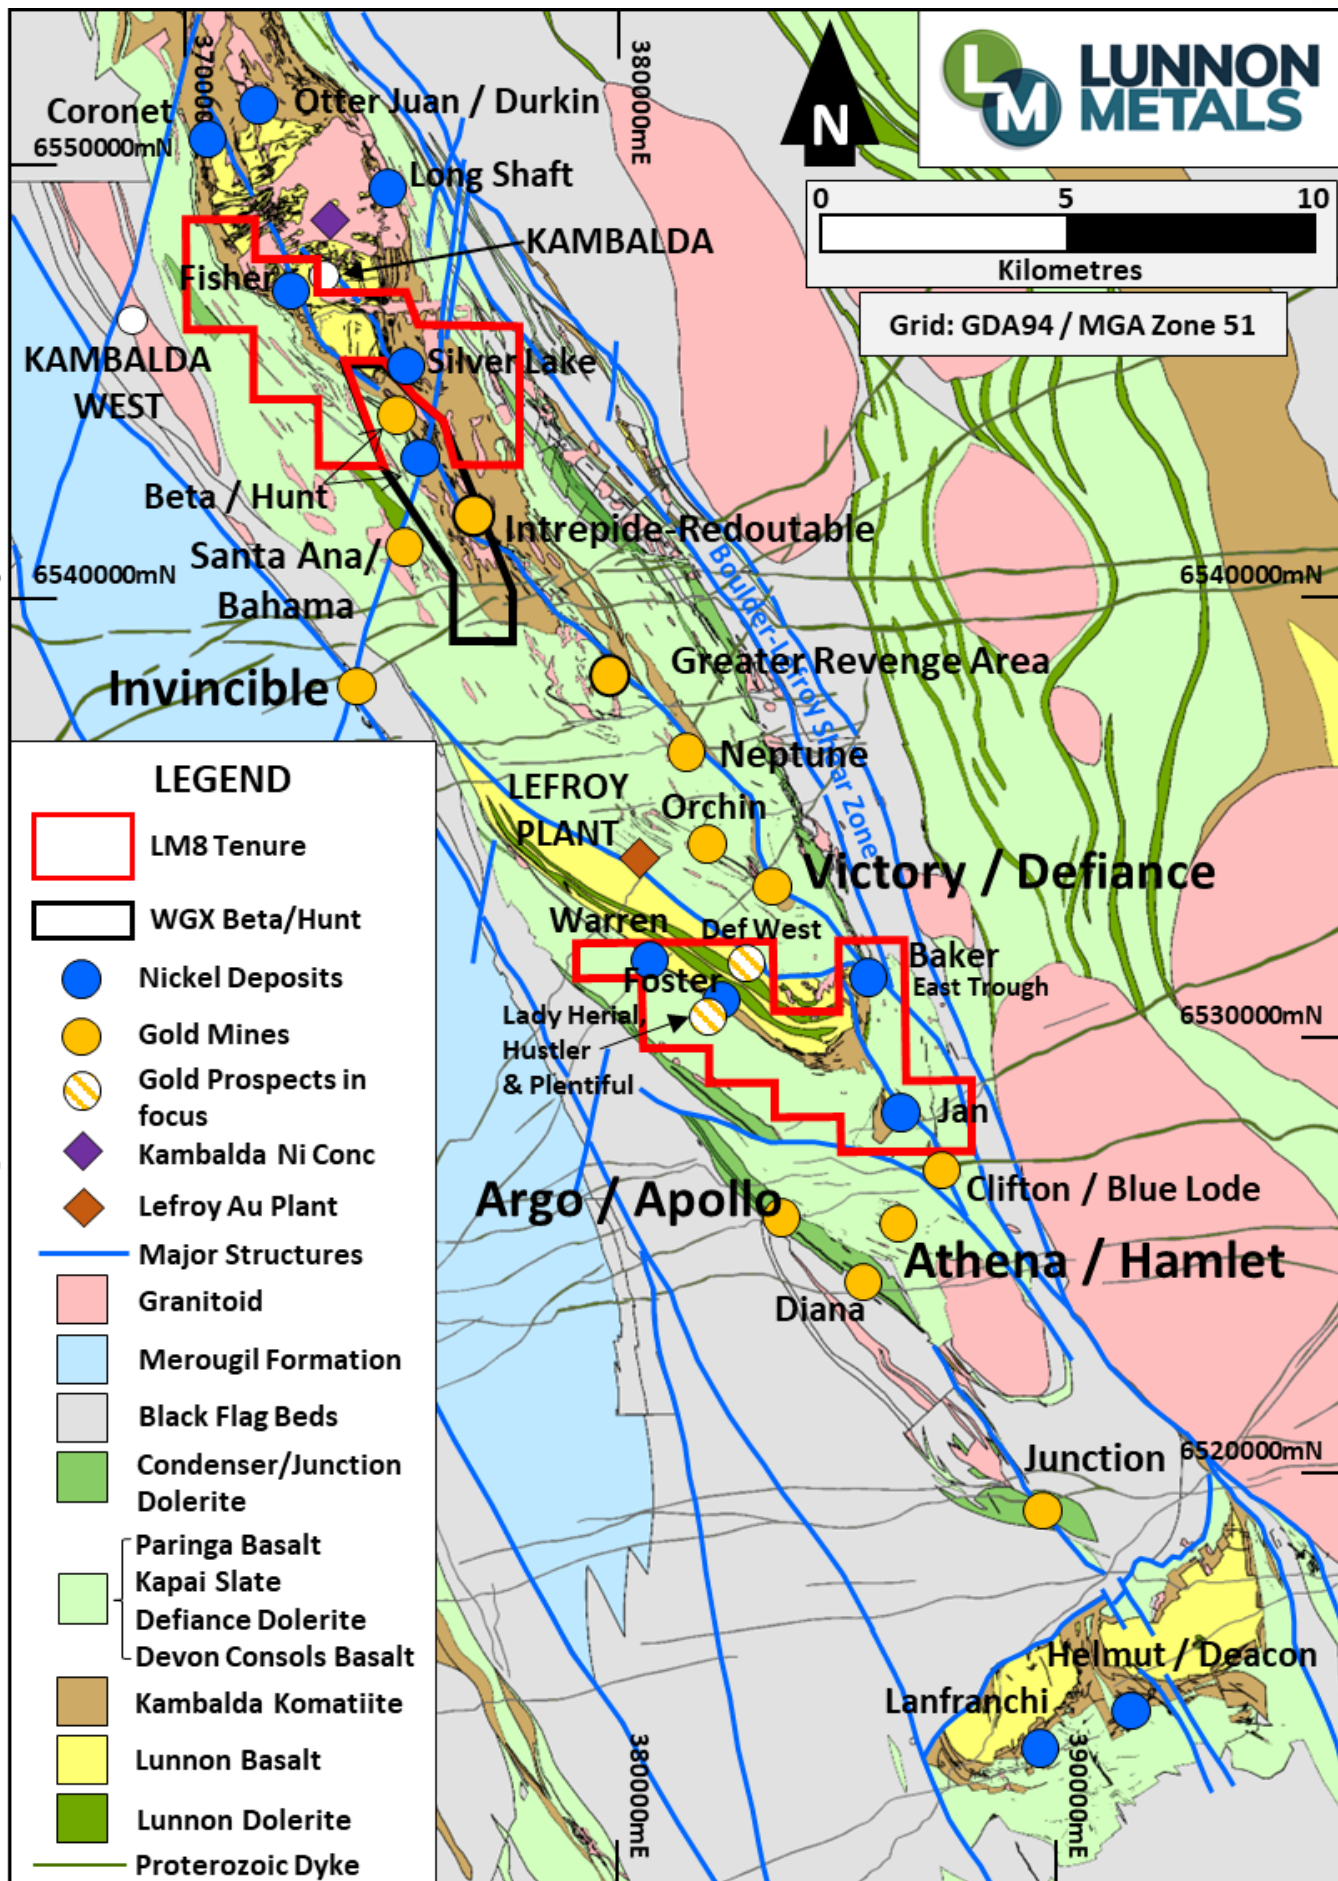 LM
LUNNON
METALS
N
0 5 10
Kilometres
Grid: GDA94 / MGA Zone 51
370000
380000mE
Coronet
6550000mN
Otter Juan / Durkin
Long Shaft
KAMBALDA
Fisher
KAMBALDA
WEST
Silver Lake
Beta / Hunt
Intrepide-Redoutable
Santa Ana/
Bahama
6540000mN
6540000mN
Boulder-Lefroy Shear Zone
Greater Revenge Area
Invincible
Neptune
LEFROY
PLANT
Orchin
Victory / Defiance
Warren
Def West
Foster
Baker
East Trough
Lady Herial,
Hustler
& Plentiful
6530000mN
Jan
Clifton / Blue Lode
Argo / Apollo
Athena / Hamlet
Diana
Junction
6520000mN
Helmut / Deacon
Lanfranchi
380000mE
390000mE
LEGEND
LM8 Tenure
WGX Beta/Hunt
Nickel Deposits
Gold Mines
Gold Prospects in
focus
Kambalda Ni Conc
Lefroy Au Plant
Major Structures
Granitoid
Merougil Formation
Black Flag Beds
Condenser/Junction
Dolerite
Paringa Basalt
Kapai Slate
Defiance Dolerite
Devon Consols Basalt
Kambalda Komatiite
Lunnon Basalt
Lunnon Dolerite
Proterozoic Dyke